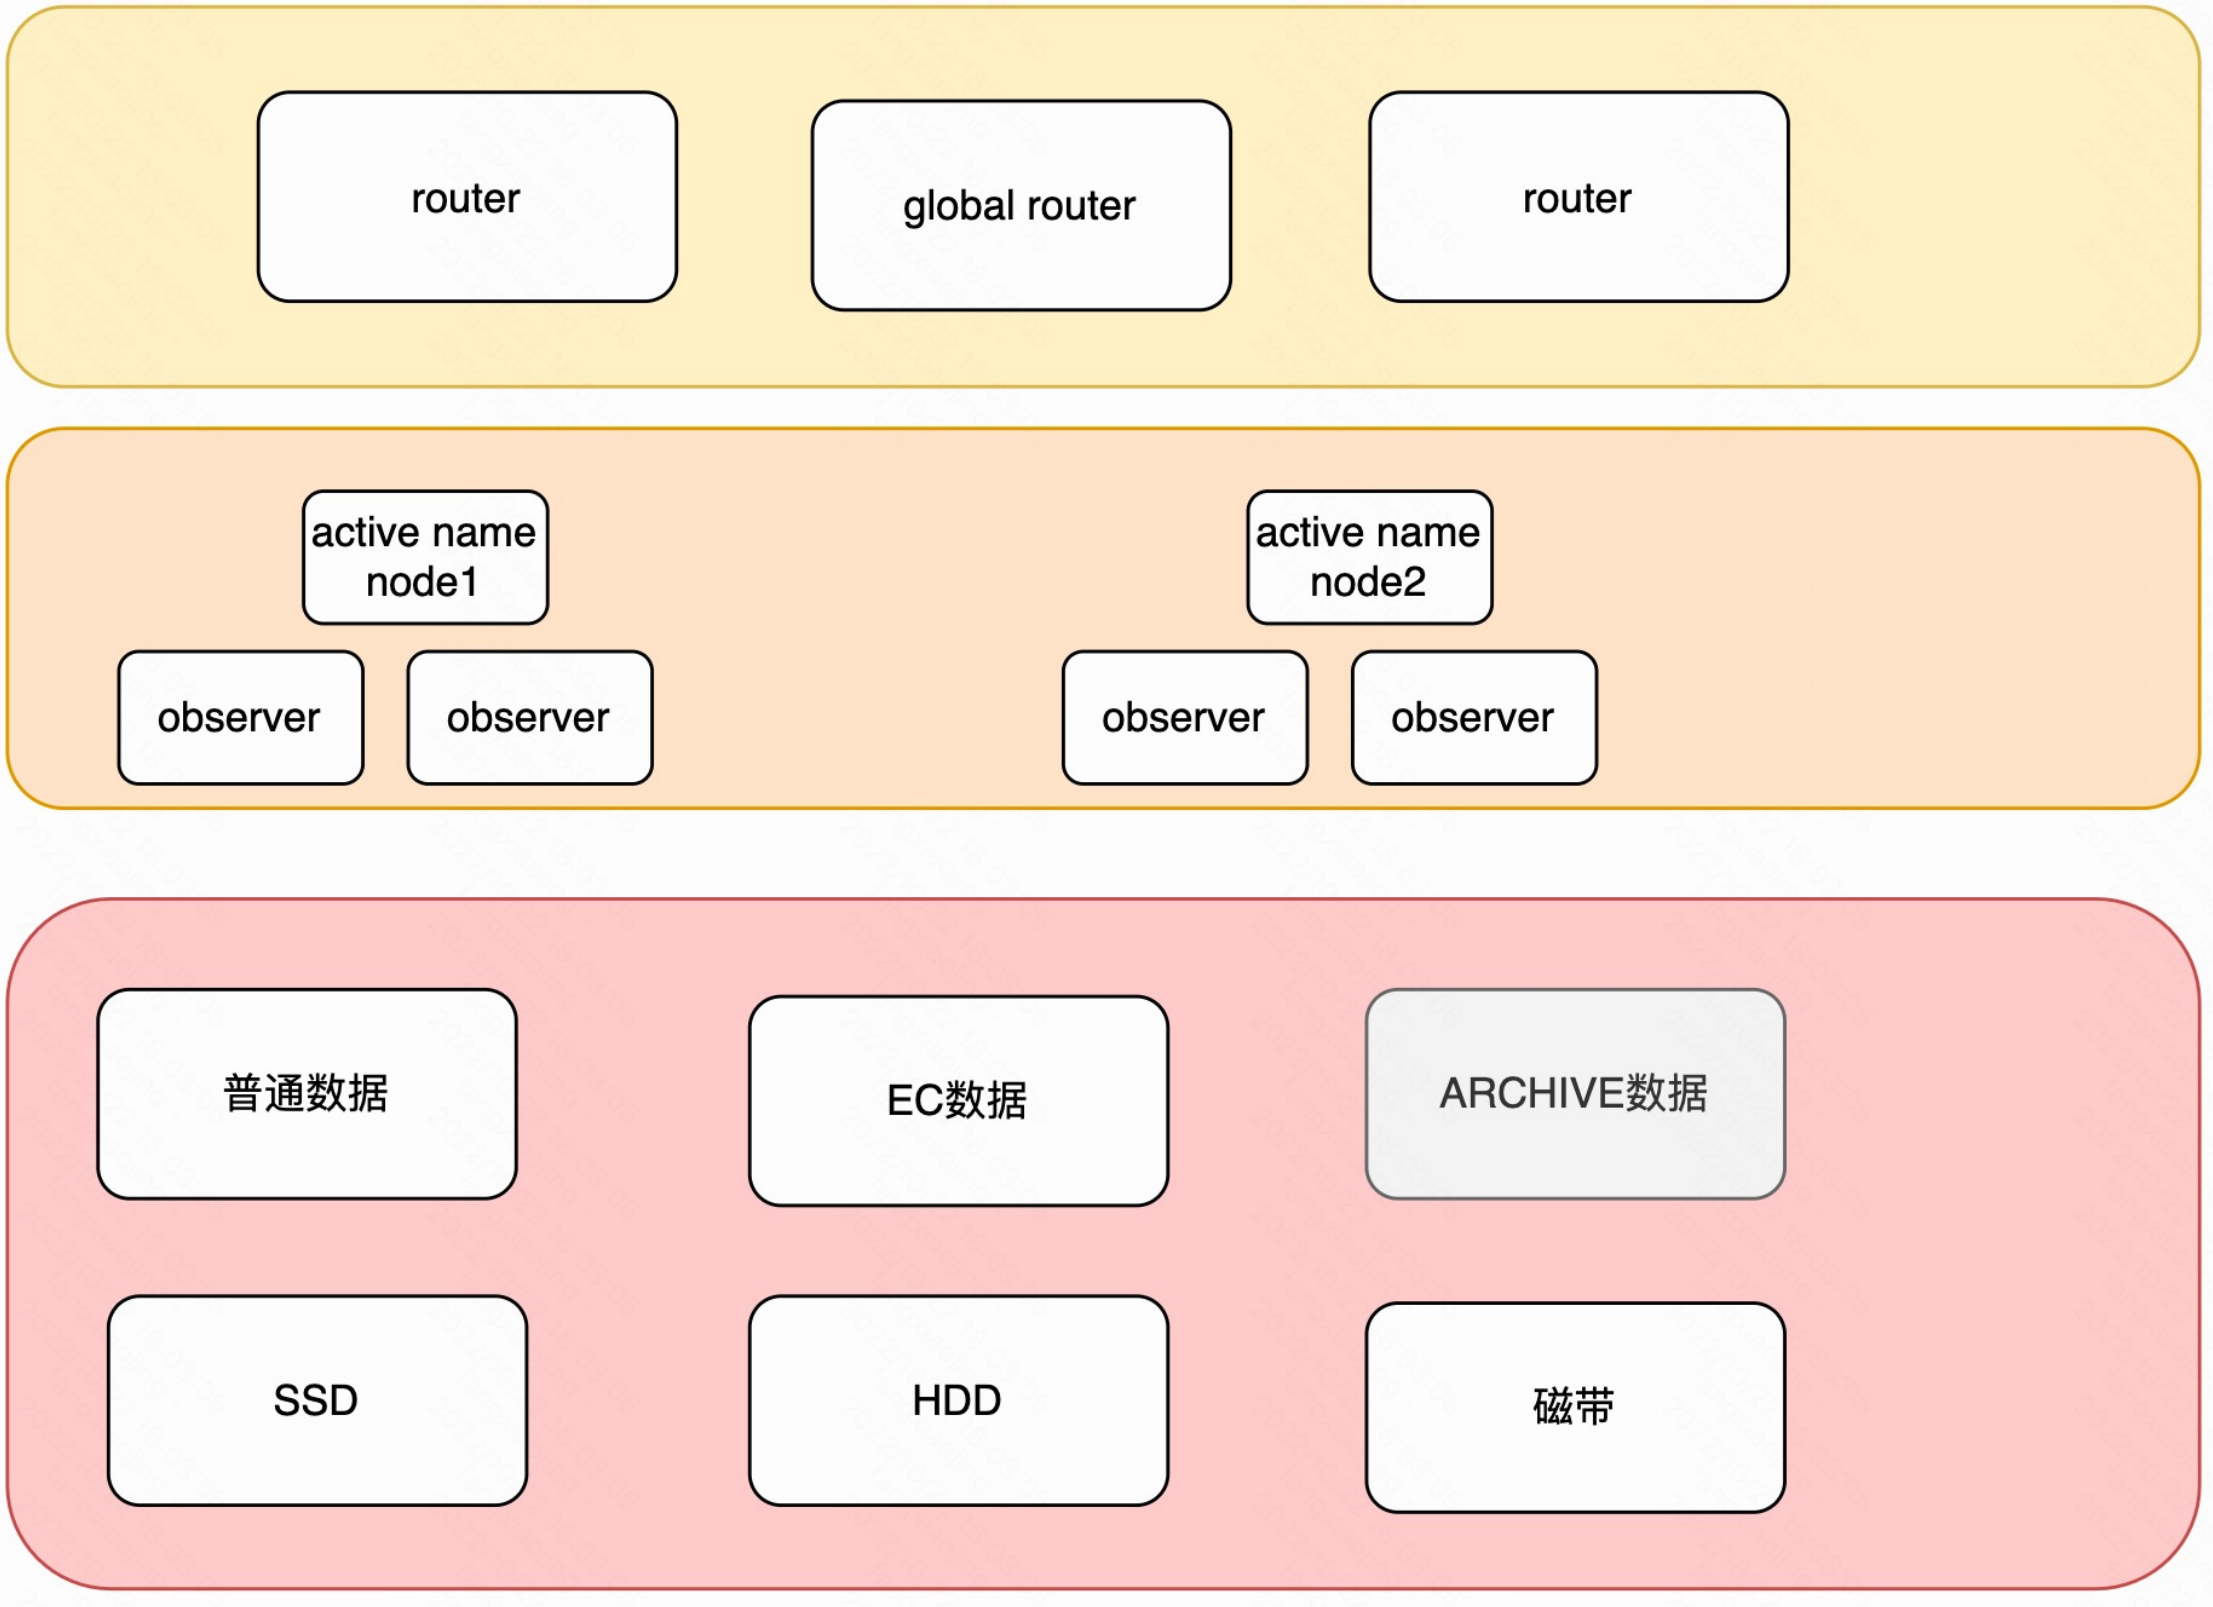 router
global router
router
active name
node1
active name
node2
observer
observer
observer
observer
普通数据
EC数据
ARCHIVE数据
SSD
HDD
磁带